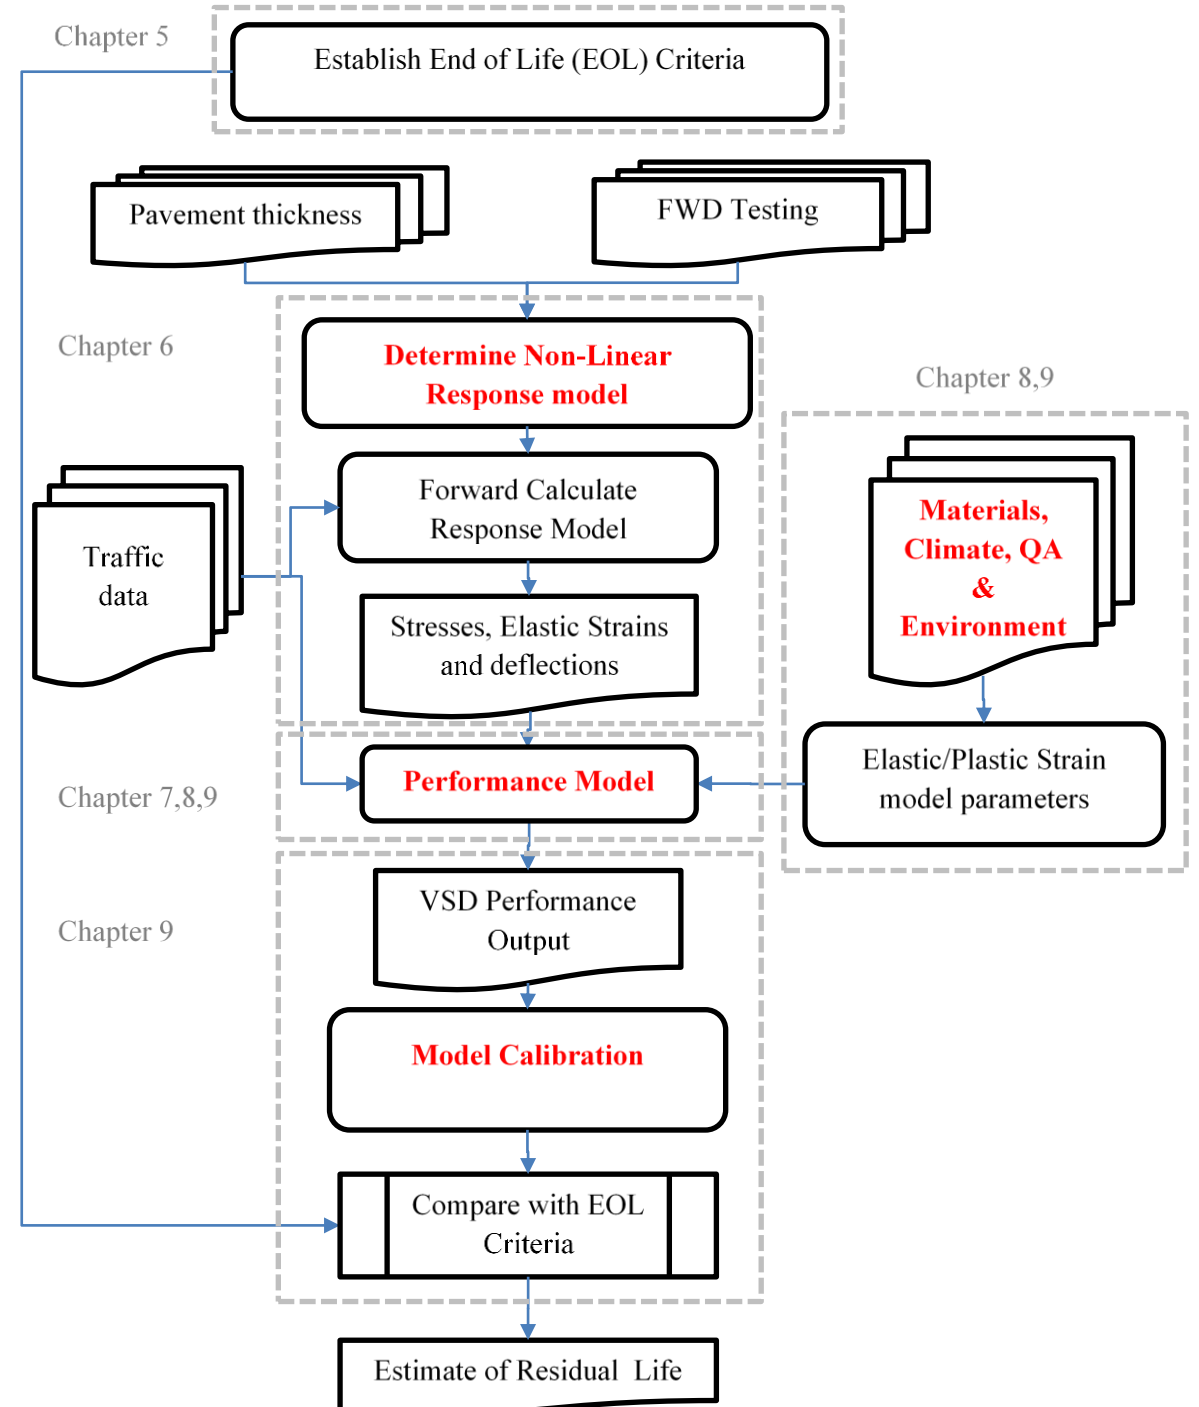 Chapter 5
Establish End of Life (EOL) Criteria
Pavement thickness
FWD Testing
Chapter 6
Determine Non-Linear
Response model
Chapter 8,9
Forward Calculate
Response Model
Traffic
data
Materials,
Climate, QA
&
Environment
Stresses, Elastic Strains
and deflections
Chapter 7,8,9
Performance Model
Elastic/Plastic Strain
model parameters
Chapter 9
VSD Performance
Output
Model Calibration
Compare with EOL
Criteria
Estimate of Residual  Life